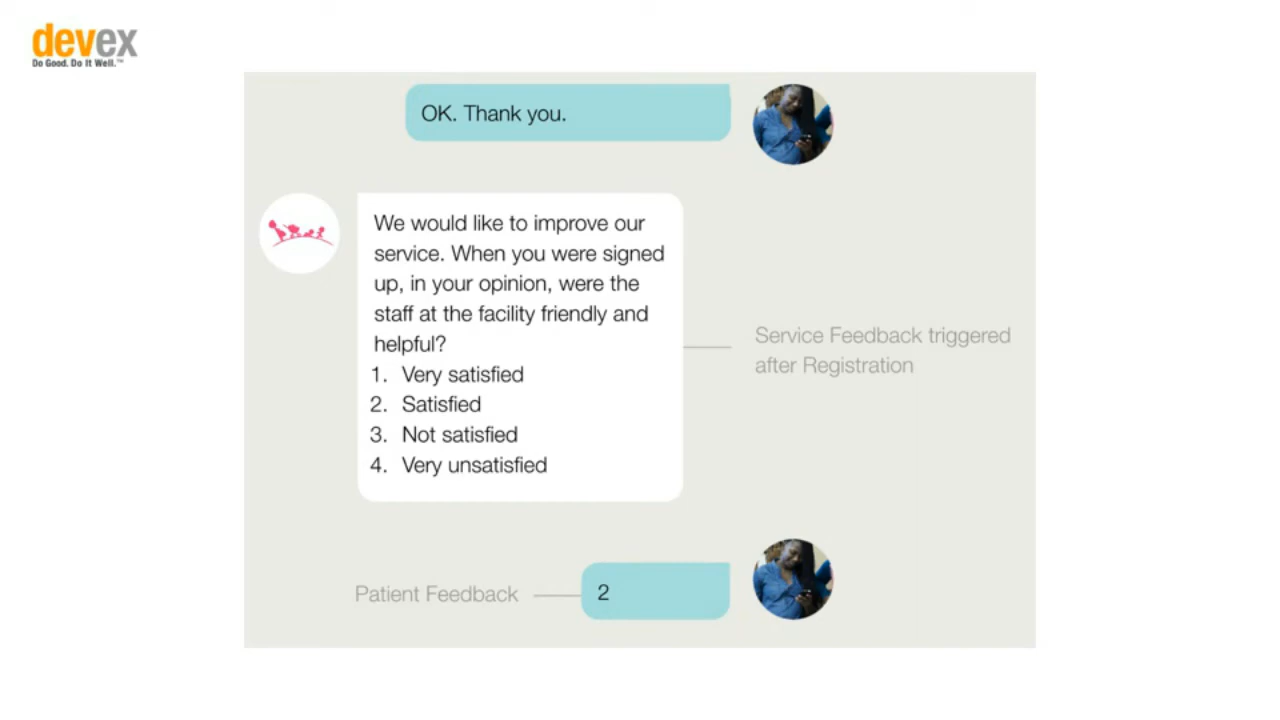 devex
Do Good. Do It Well.™
OK. Thank you.
We would like to improve our
service. When you were signed
up, in your opinion, were the
staff at the facility friendly and
helpful?
1. Very satisfied
2. Satisfied
3. Not satisfied
4. Very unsatisfied
Service Feedback triggered
after Registration
Patient Feedback
2